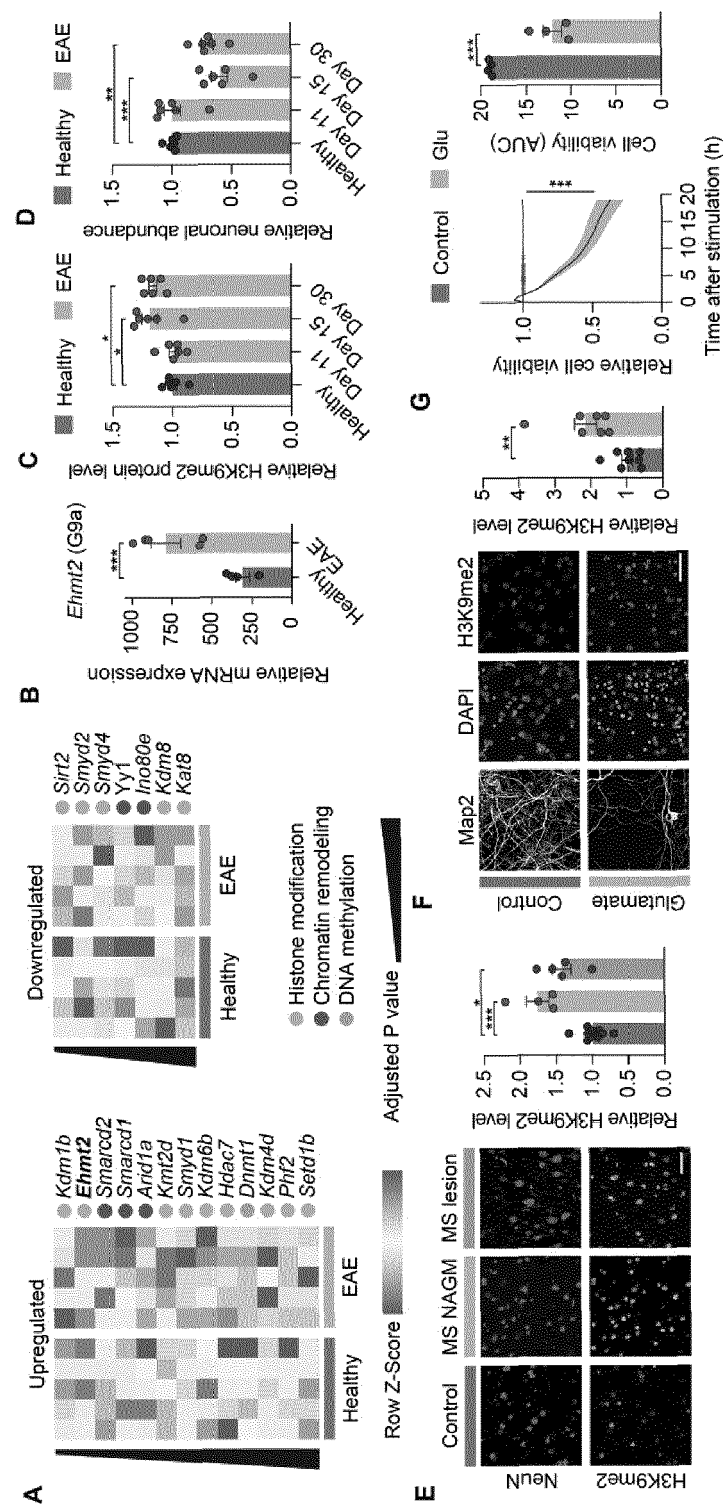 A
Upregulated
Kdm1b
Ehmt2
Smarcd2
Smarcd1
Arid1a
Kmt2d
Smyd1
Kdm6b
Hdac7
Dnmt1
Kdm4d
Phf2
Setd1b
Healthy
EAE
Downregulated
Sirt2
Smyd2
Smyd4
Yy1
Ino80e
Kdm8
Kat8
Healthy
EAE
Histone modification
Chromatin remodeling
DNA methylation
Row Z-Score
Adjusted P value
B
Ehmt2 (G9a)
***
Relative mRNA expression
1000
750
500
250
0
Healthy
EAE
C
Healthy
EAE
*
*
Relative H3K9me2 protein level
1.5
1.0
0.5
0.0
Healthy
Day 11
Day 15
Day 30
D
Healthy
EAE
**
***
Relative neuronal abundance
1.5
1.0
0.5
0.0
Healthy
Day 11
Day 15
Day 30
E
Control
MS NAGM
MS lesion
NeuN
H3K9me2
Relative H3K9me2 level
2.5
2.0
1.5
1.0
0.5
0.0
*
***
F
Map2
DAPI
H3K9me2
Control
Glutamate
Relative H3K9me2 level
5
4
3
2
1
0
**
G
Control
Glu
Relative cell viability
1.0
0.5
0.0
0 5 10 15 20
Time after stimulation (h)
***
Cell viability (AUC)
20
15
10
5
0
***